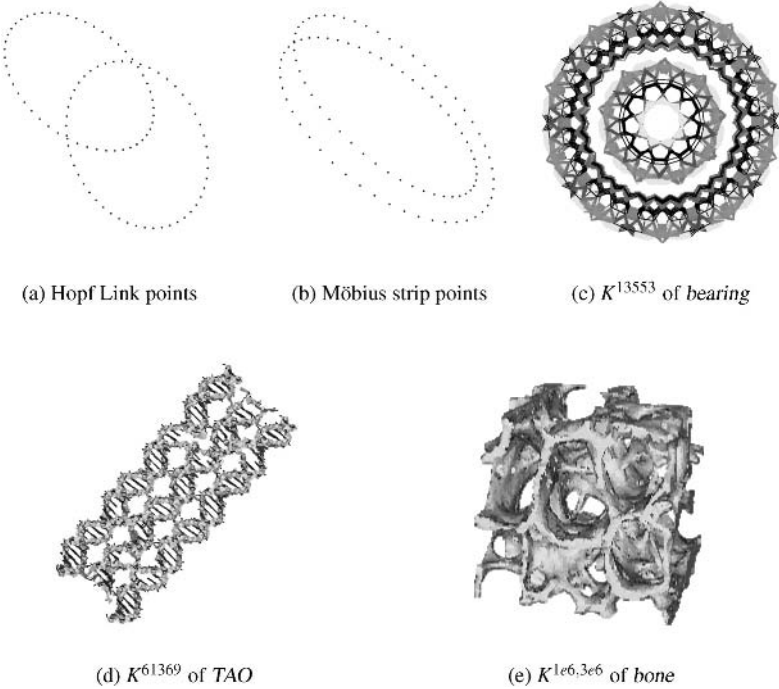 (a) Hopf Link points
(b) Möbius strip points
(c) K^13553 of bearing
(d) K^61369 of TAO
(e) K^1e6,3e6 of bone